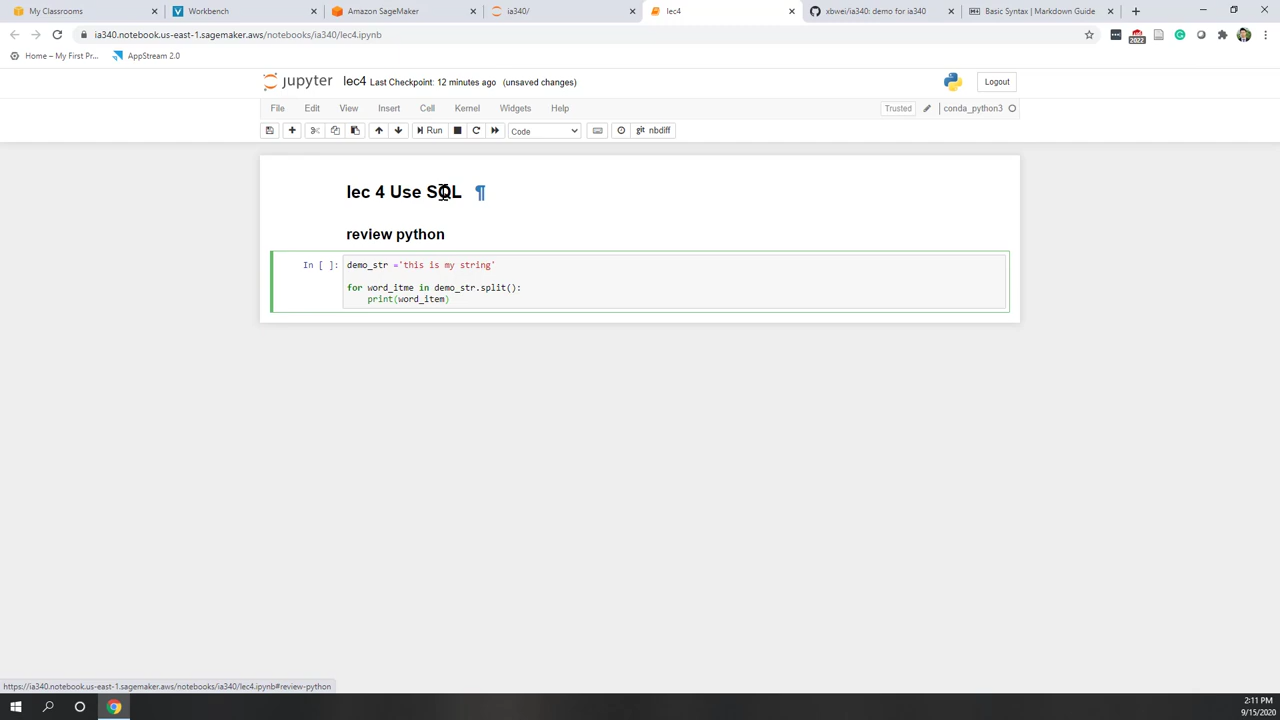 My Classrooms
Workbench
Amazon SageMaker
ia340/
lec4
xbwei/ia340: demo for ia340
Basic Syntax | Markdown Guide
ia340.notebook.us-east-1.sagemaker.aws/notebooks/ia340/lec4.ipynb
2022
Home – My First Pr...
AppStream 2.0
jupyter lec4 Last Checkpoint: 12 minutes ago (unsaved changes)
Logout
File Edit View Insert Cell Kernel Widgets Help
Trusted
conda_python3
Run
Code
git nbdiff
lec 4 Use SQL ¶
review python
In [ ]:
demo_str ='this is my string'
for word_itme in demo_str.split():
print(word_item)
https://ia340.notebook.us-east-1.sagemaker.aws/notebooks/ia340/lec4.ipynb#review-python
2:11 PM
9/15/2020